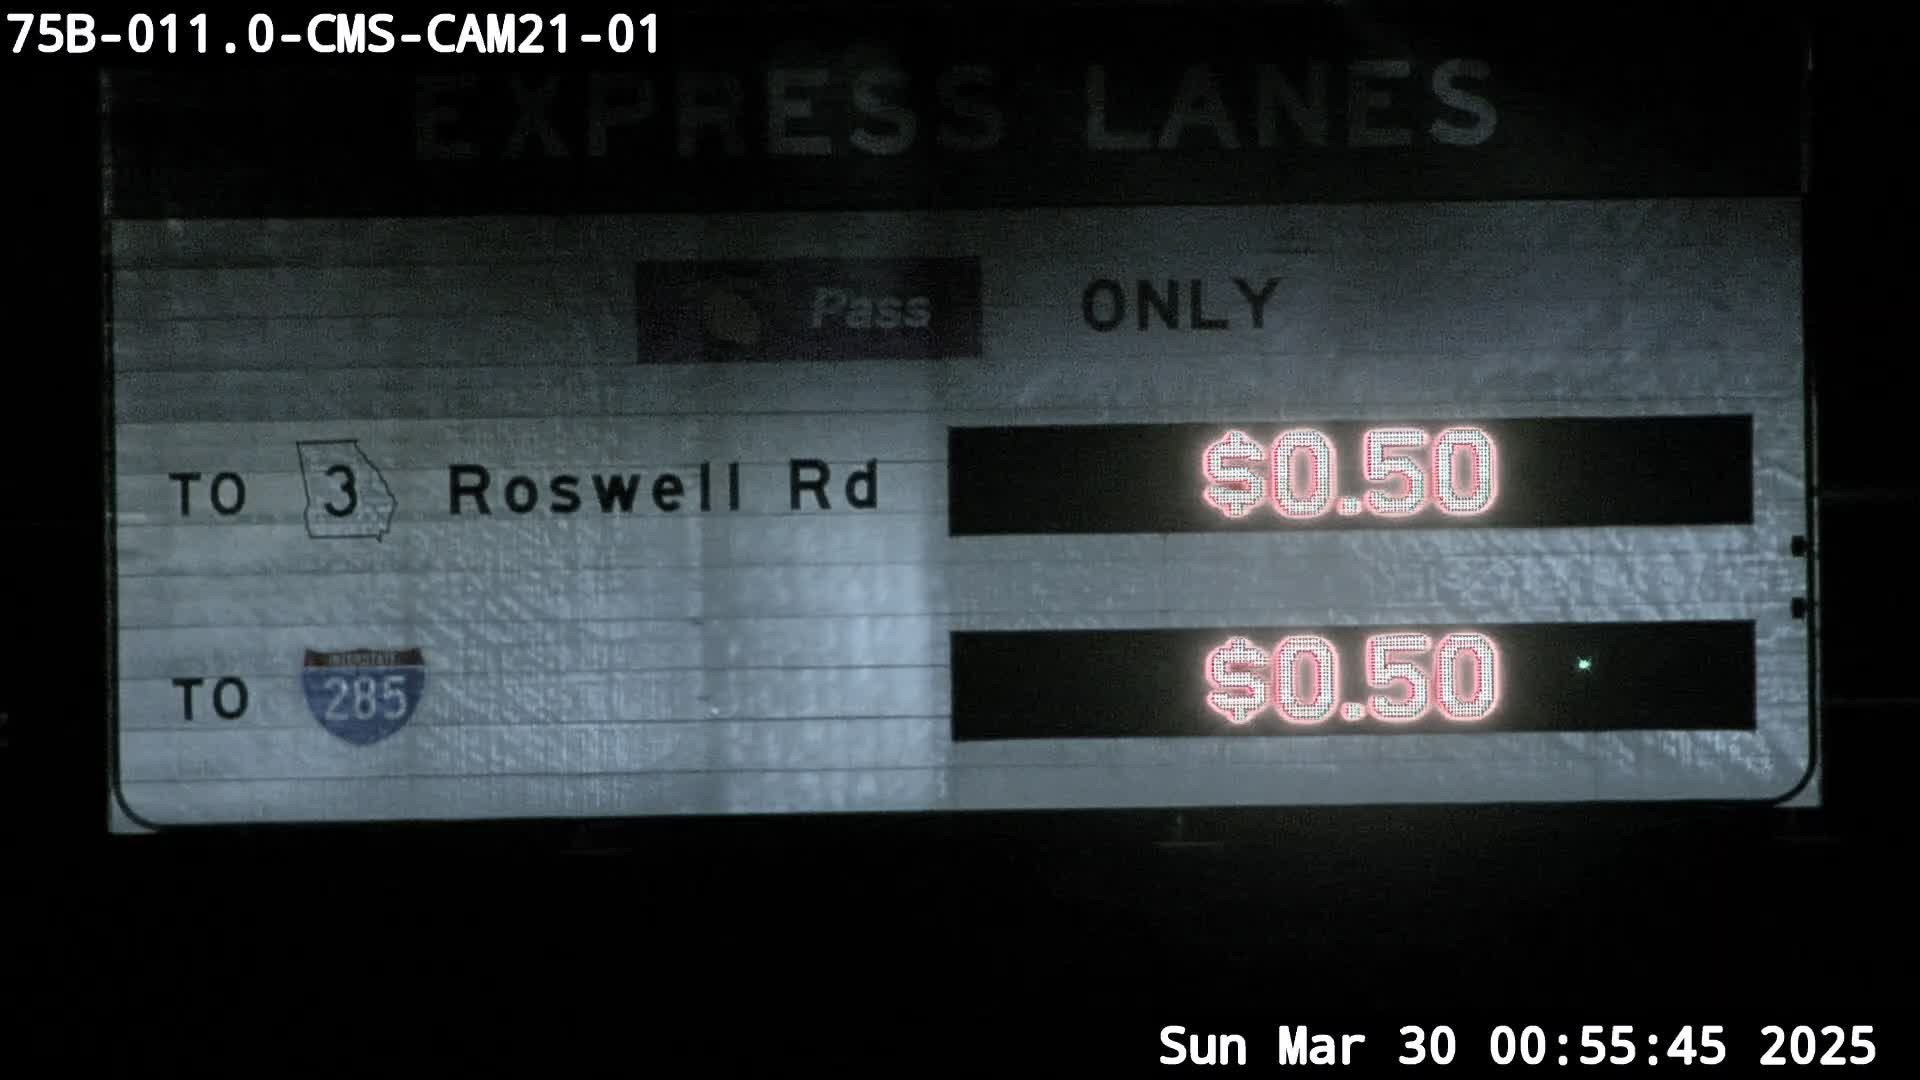 75B-011.0-CMS-CAM21-01
EXPRESS LANES
Pass ONLY
TO 3 Roswell Rd $0.50
TO 285 $0.50
Sun Mar 30 00:55:45 2025